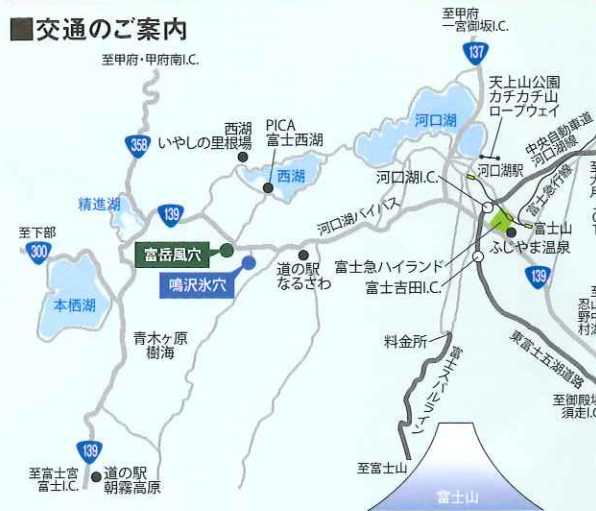 ■交通のご案内
至甲府・甲府南I.C.
至甲府
一宮御坂I.C.
137
天上山公園
カチカチ山
ロープウェイ
358
西湖
いやしの里根場
PICA
富士西湖
河口湖
中央自動車道
河口湖線
河口湖駅
河口湖I.C.
富士急行線
西湖
精進湖
139
至下部
300
河口湖バイパス
富士山
ふじやま温泉
富岳風穴
鳴沢氷穴
道の駅
なるさわ
富士急ハイランド
富士吉田I.C.
139
本栖湖
青木ヶ原
樹海
料金所
富士スバルライン
東富士五湖道路
至御殿場
須走I.C.
139
至富士宮
富士I.C.
道の駅
朝霧高原
至富士山
富士山